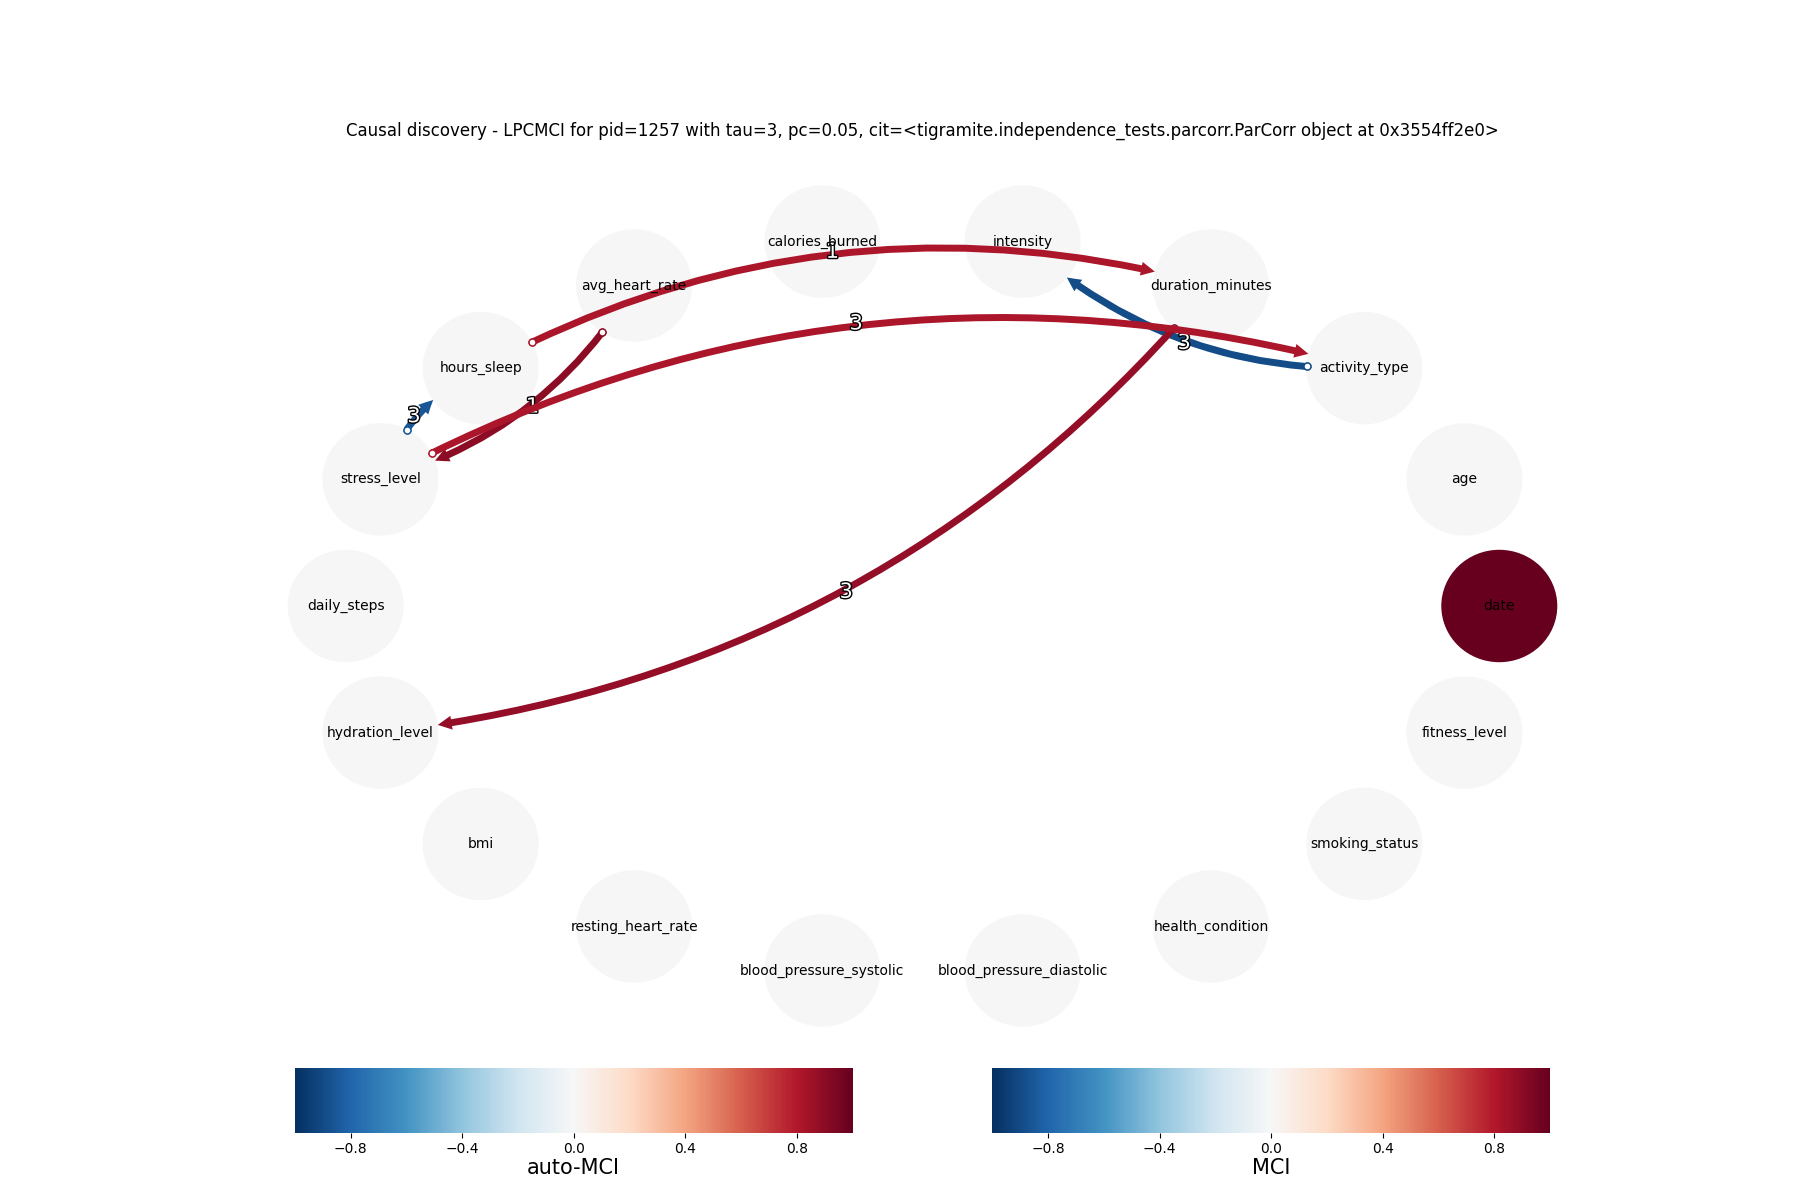 Causal discovery - LPCMCI for pid=1257 with tau=3, pc=0.05, cit=<tigramite.independence_tests.parcorr.ParCorr object at 0x3554ff2e0>
calories_burned
intensity
1
avg_heart_rate
duration_minutes
3
3
hours_sleep
activity_type
3
1
stress_level
age
3
daily_steps
date
hydration_level
fitness_level
bmi
smoking_status
resting_heart_rate
health_condition
blood_pressure_systolic
blood_pressure_diastolic
−0.8 −0.4 0.0 0.4 0.8
auto-MCI
−0.8 −0.4 0.0 0.4 0.8
MCI